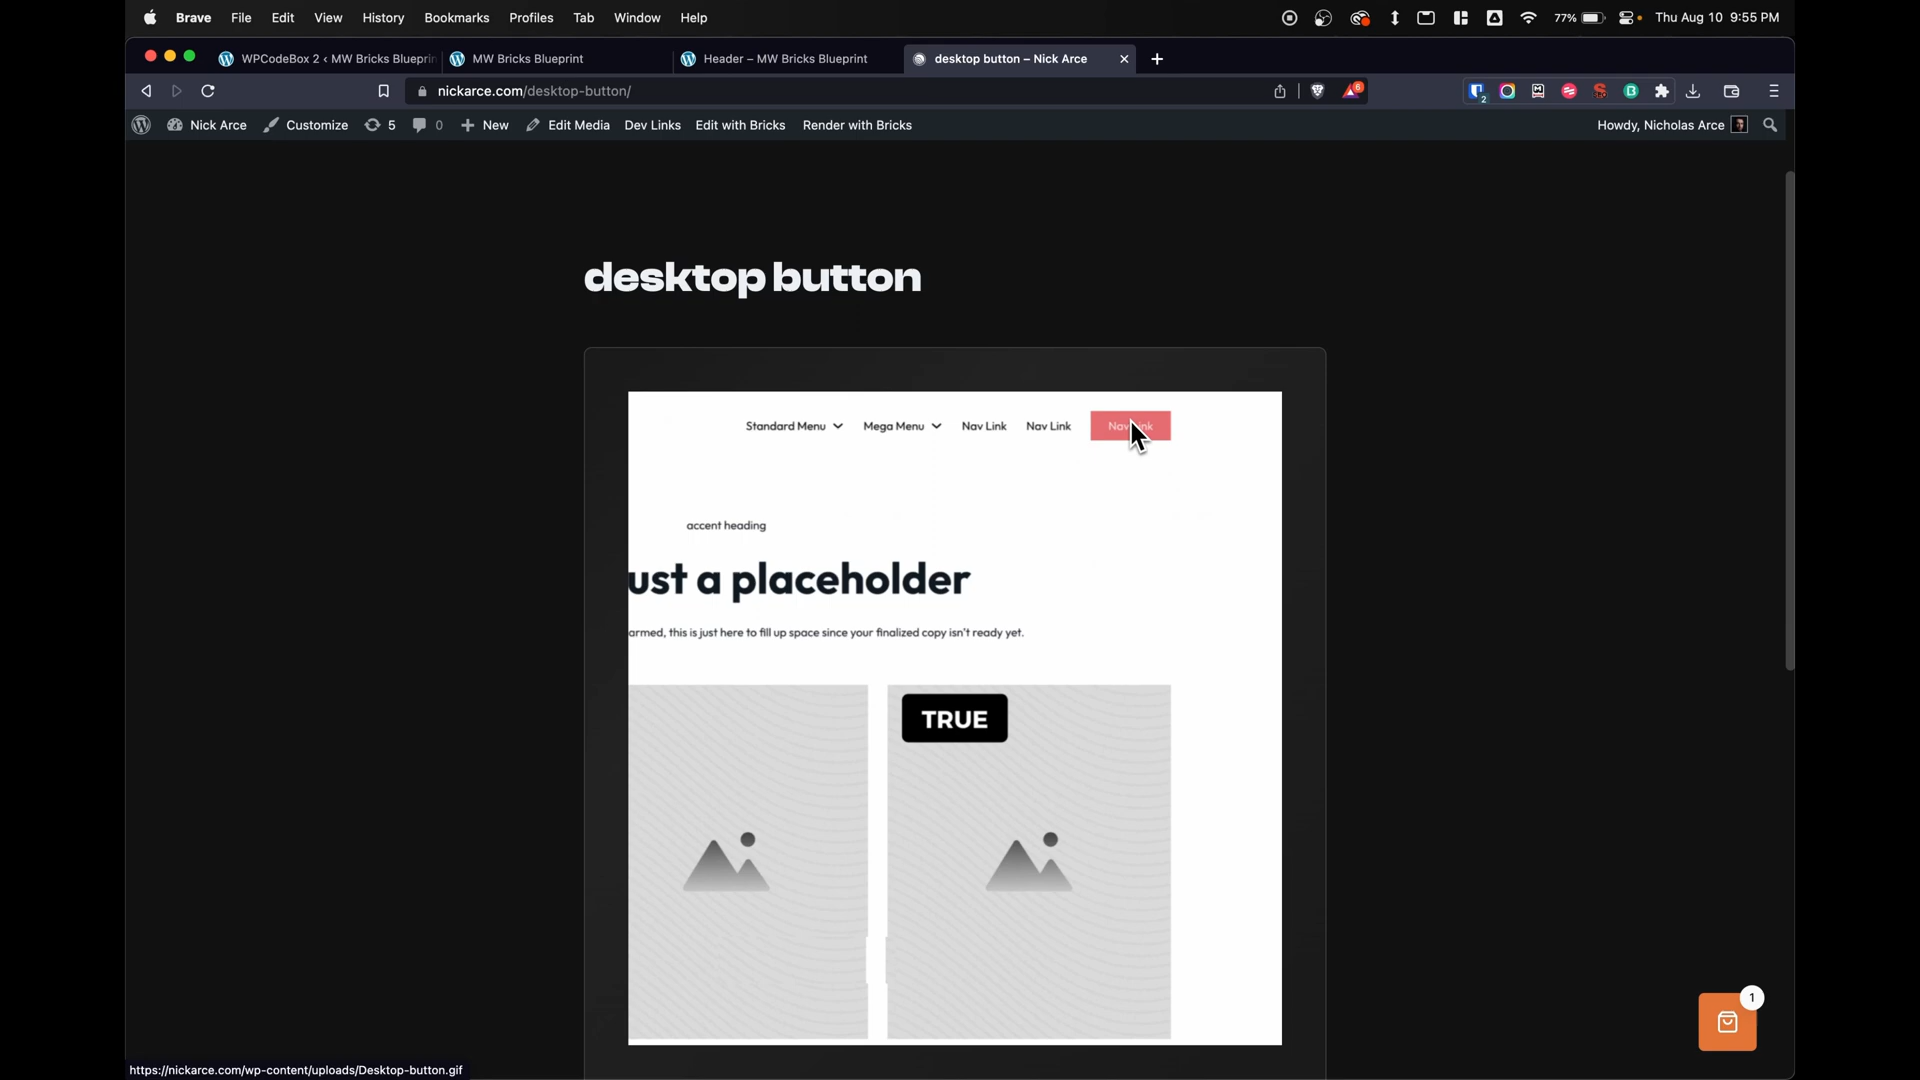 Brave File Edit View History Bookmarks Profiles Tab Window Help 77% Thu Aug 10 9:55 PM
WPCodeBox 2 ‹ MW Bricks Blueprin MW Bricks Blueprint Header – MW Bricks Blueprint desktop button – Nick Arce
nickarce.com/desktop-button/ 6 2
Nick Arce Customize 5 0 New Edit Media Dev Links Edit with Bricks Render with Bricks Howdy, Nicholas Arce
desktop button
Standard Menu Mega Menu Nav Link Nav Link
accent heading
ust a placeholder
armed, this is just here to fill up space since your finalized copy isn't ready yet.
TRUE
1
https://nickarce.com/wp-content/uploads/Desktop-button.gif